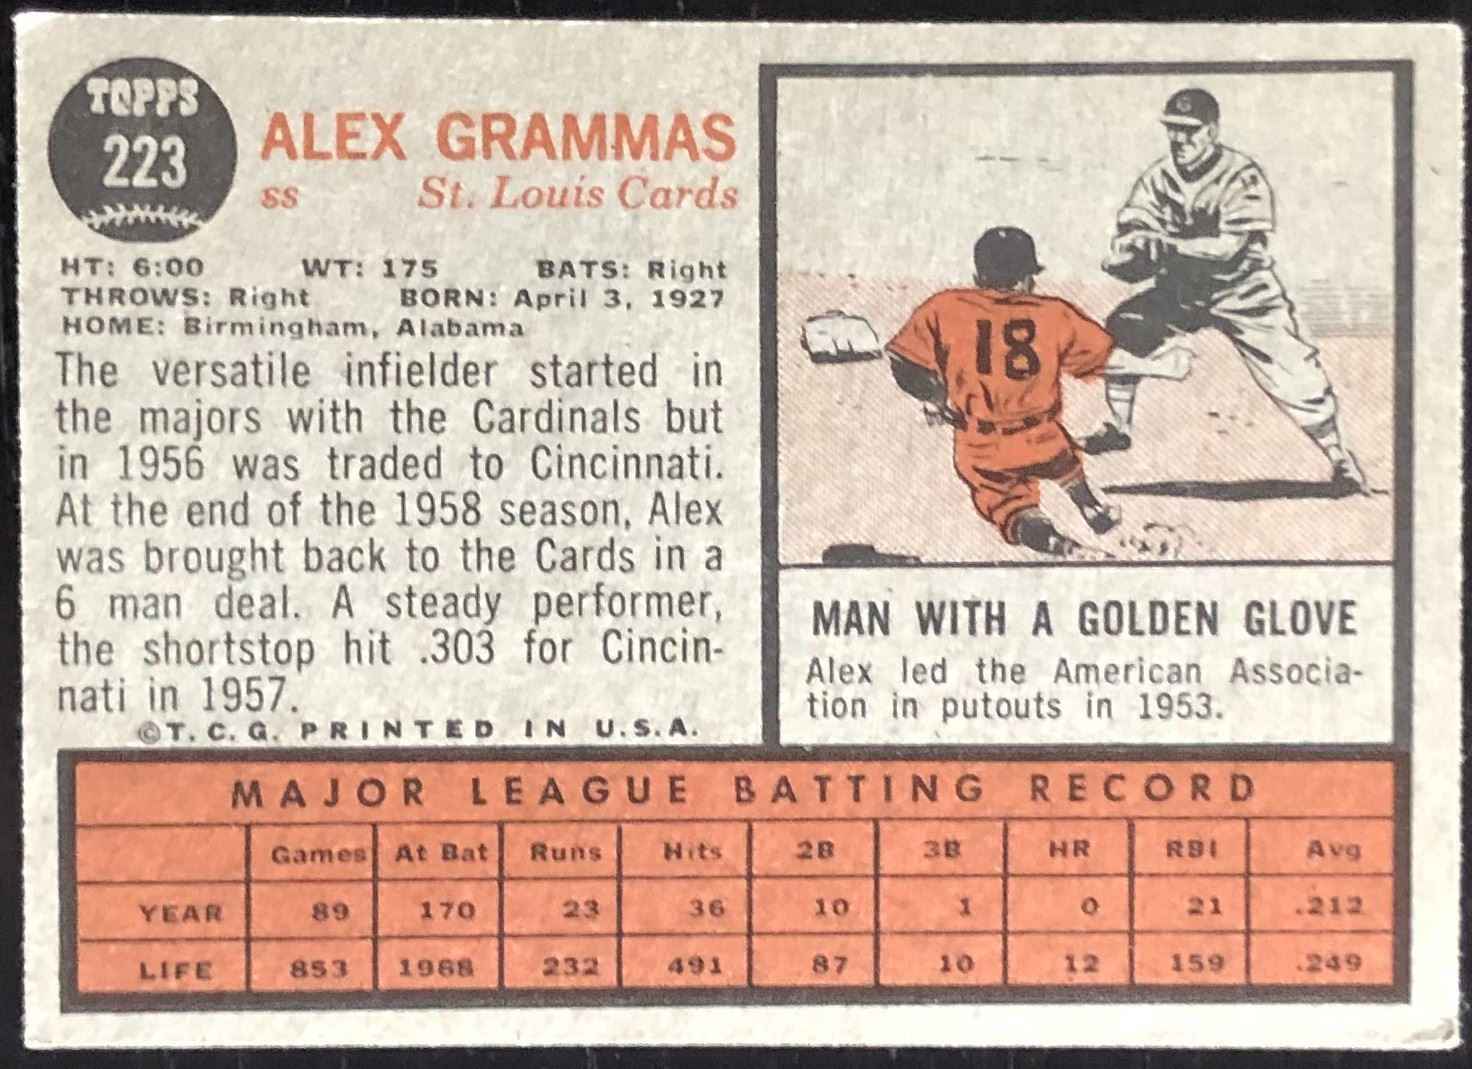 TOPPS
223
ALEX GRAMMAS
SS St. Louis Cards
HT: 6:00 WT: 175 BATS: Right
THROWS: Right BORN: April 3, 1927
HOME: Birmingham, Alabama
The versatile infielder started in
the majors with the Cardinals but
in 1956 was traded to Cincinnati.
At the end of the 1958 season, Alex
was brought back to the Cards in a
6 man deal. A steady performer,
the shortstop hit .303 for Cincin-
nati in 1957.
©T. C. G. PRINTED IN U.S.A.
C
18
MAN WITH A GOLDEN GLOVE
Alex led the American Associa-
tion in putouts in 1953.
MAJOR LEAGUE BATTING RECORD
Games At Bat Runs Hits 2B 3B HR RBI Avg
YEAR 89 170 23 36 10 1 0 21 .212
LIFE 853 1968 232 491 87 10 12 159 .249